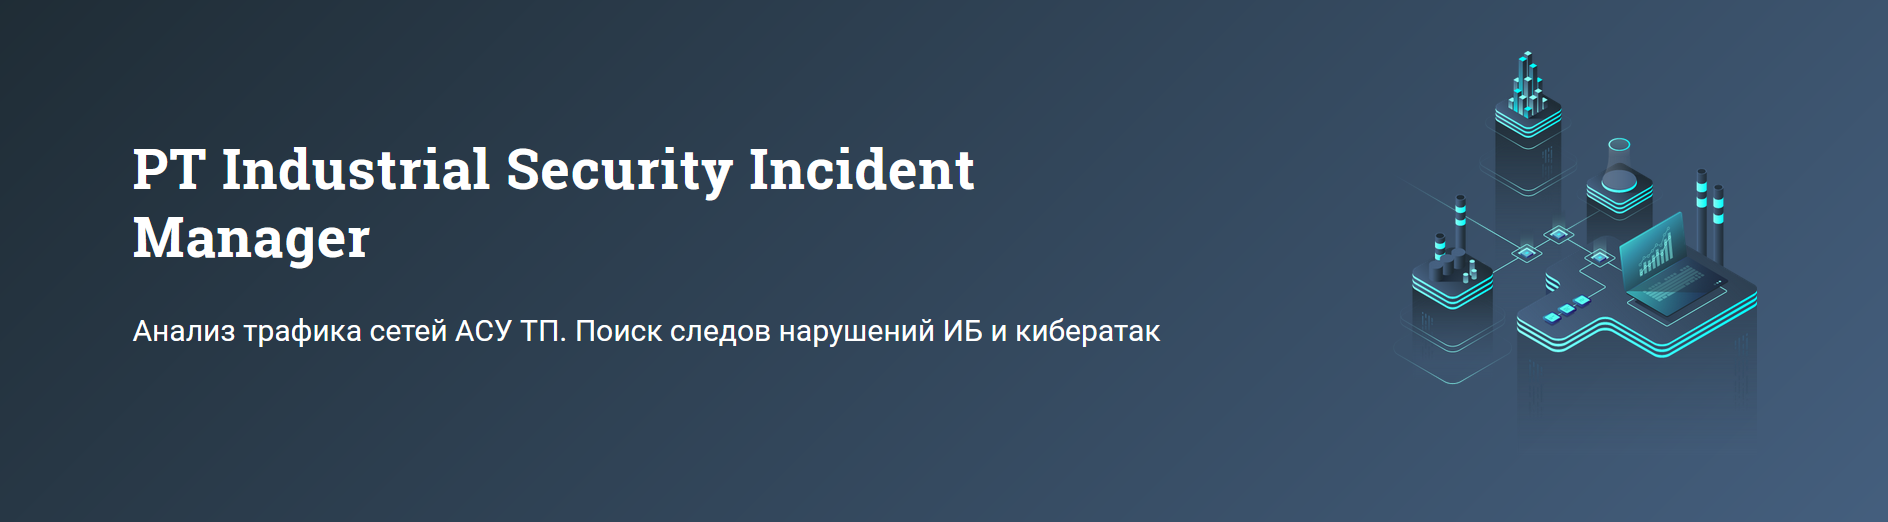 PT Industrial Security Incident
Manager
Анализ трафика сетей АСУ ТП. Поиск следов нарушений ИБ и кибератак